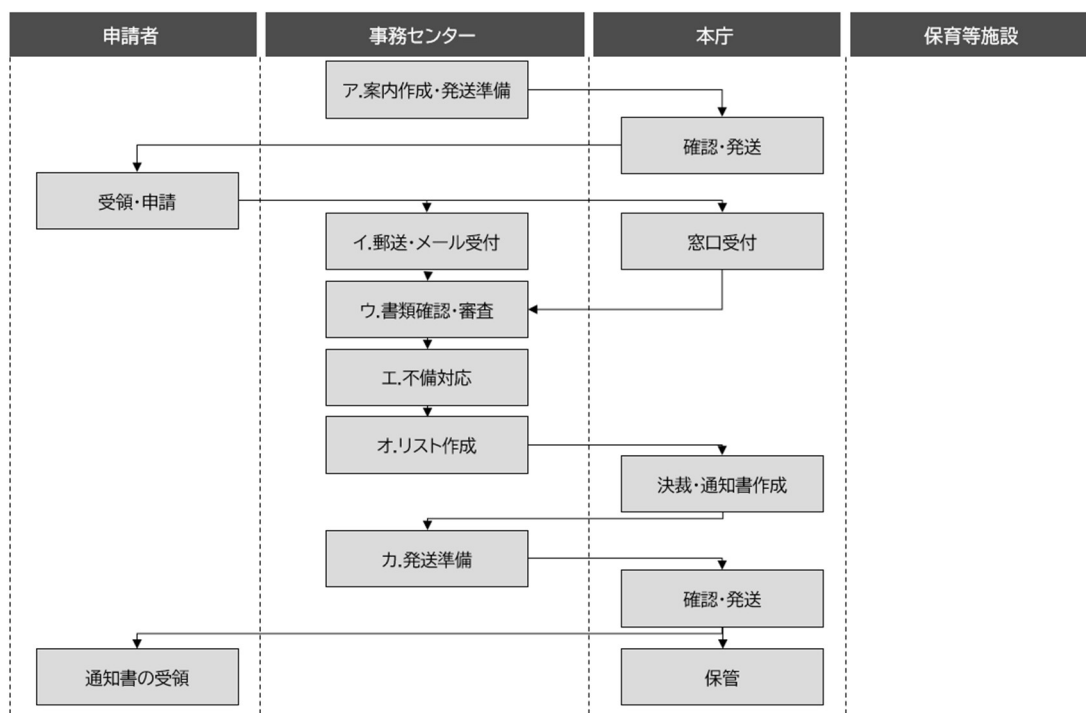 申請者
事務センター
本庁
保育等施設
ア.案内作成・発送準備
確認・発送
受領・申請
イ.郵送・メール受付
窓口受付
ウ.書類確認・審査
エ.不備対応
オ.リスト作成
決裁・通知書作成
カ.発送準備
確認・発送
通知書の受領
保管